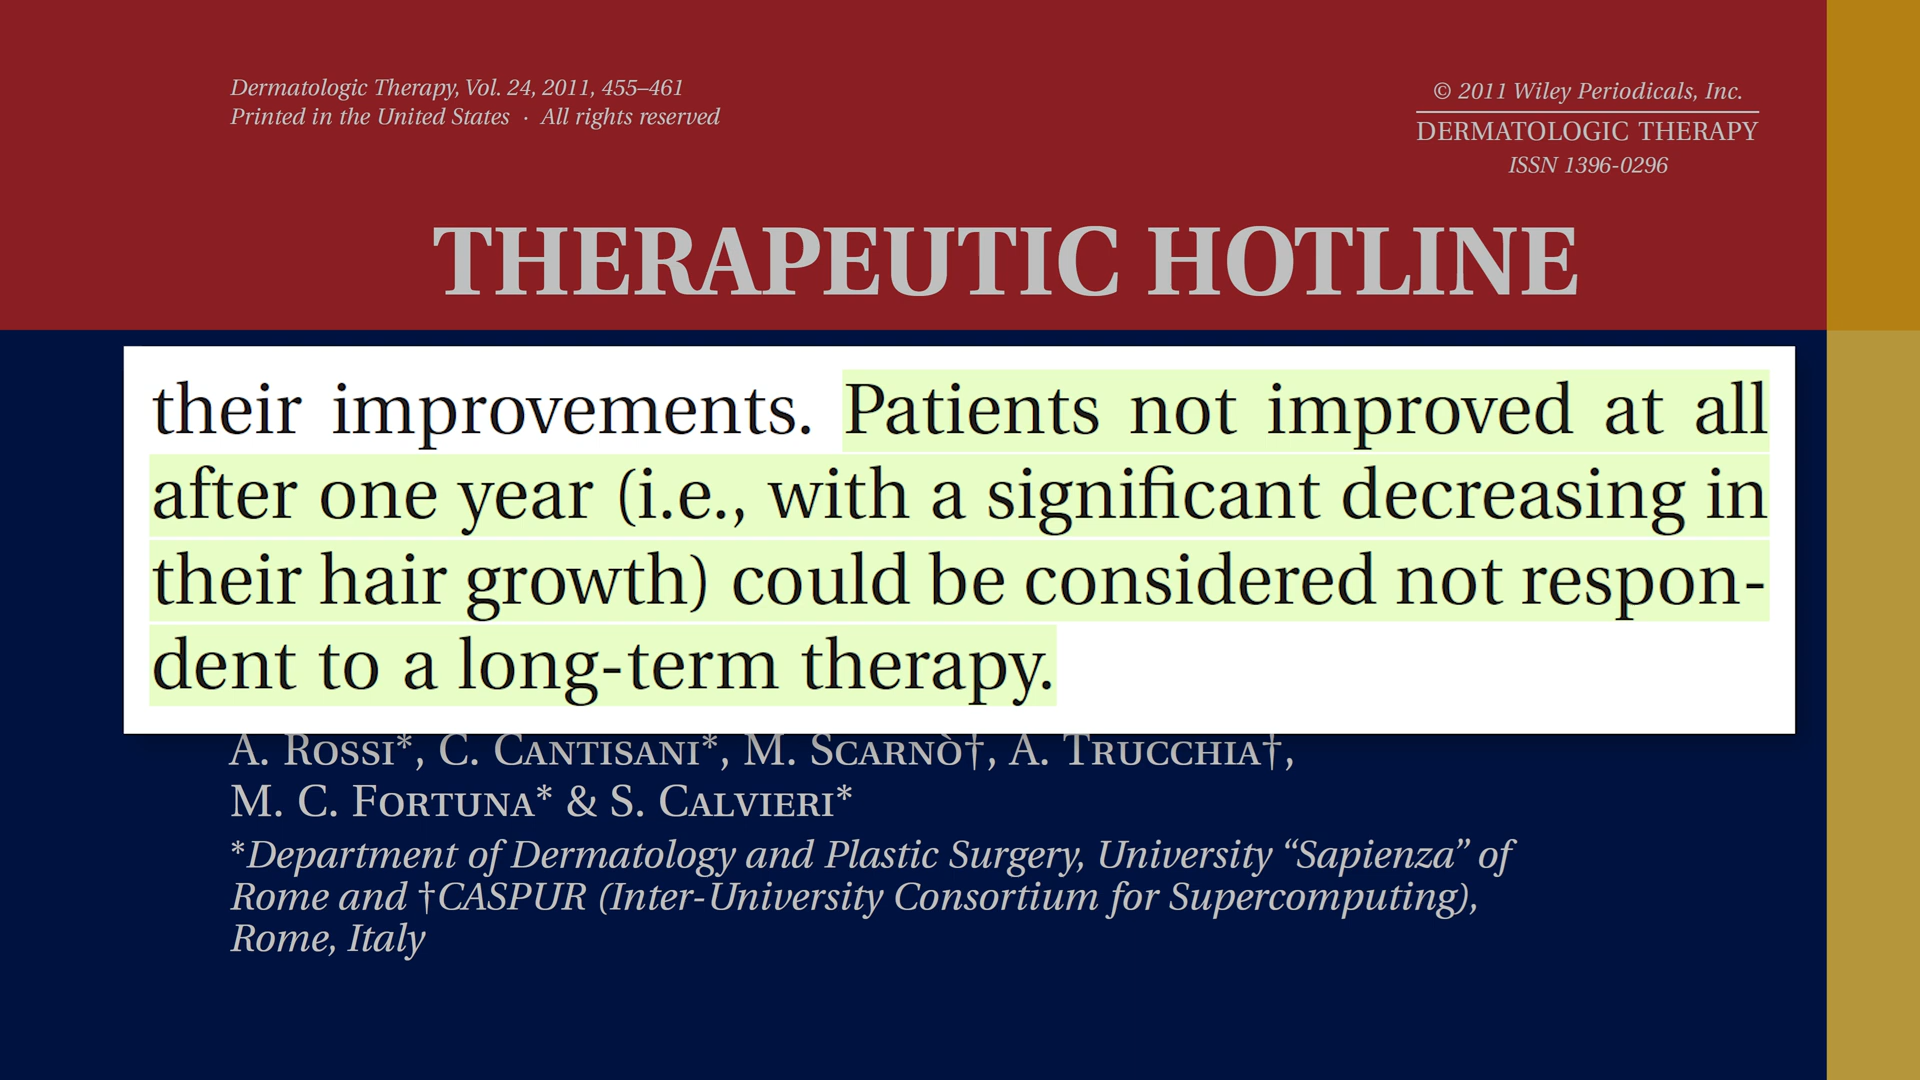 Dermatologic Therapy, Vol. 24, 2011, 455–461
Printed in the United States · All rights reserved
© 2011 Wiley Periodicals, Inc.
DERMATOLOGIC THERAPY
ISSN 1396-0296
THERAPEUTIC HOTLINE
their improvements. Patients not improved at all
after one year (i.e., with a significant decreasing in
their hair growth) could be considered not respon-
dent to a long-term therapy.
A. ROSSI*, C. CANTISANI*, M. SCARNÒ†, A. TRUCCHIA†,
M. C. FORTUNA* & S. CALVIERI*
*Department of Dermatology and Plastic Surgery, University “Sapienza” of
Rome and †CASPUR (Inter-University Consortium for Supercomputing),
Rome, Italy